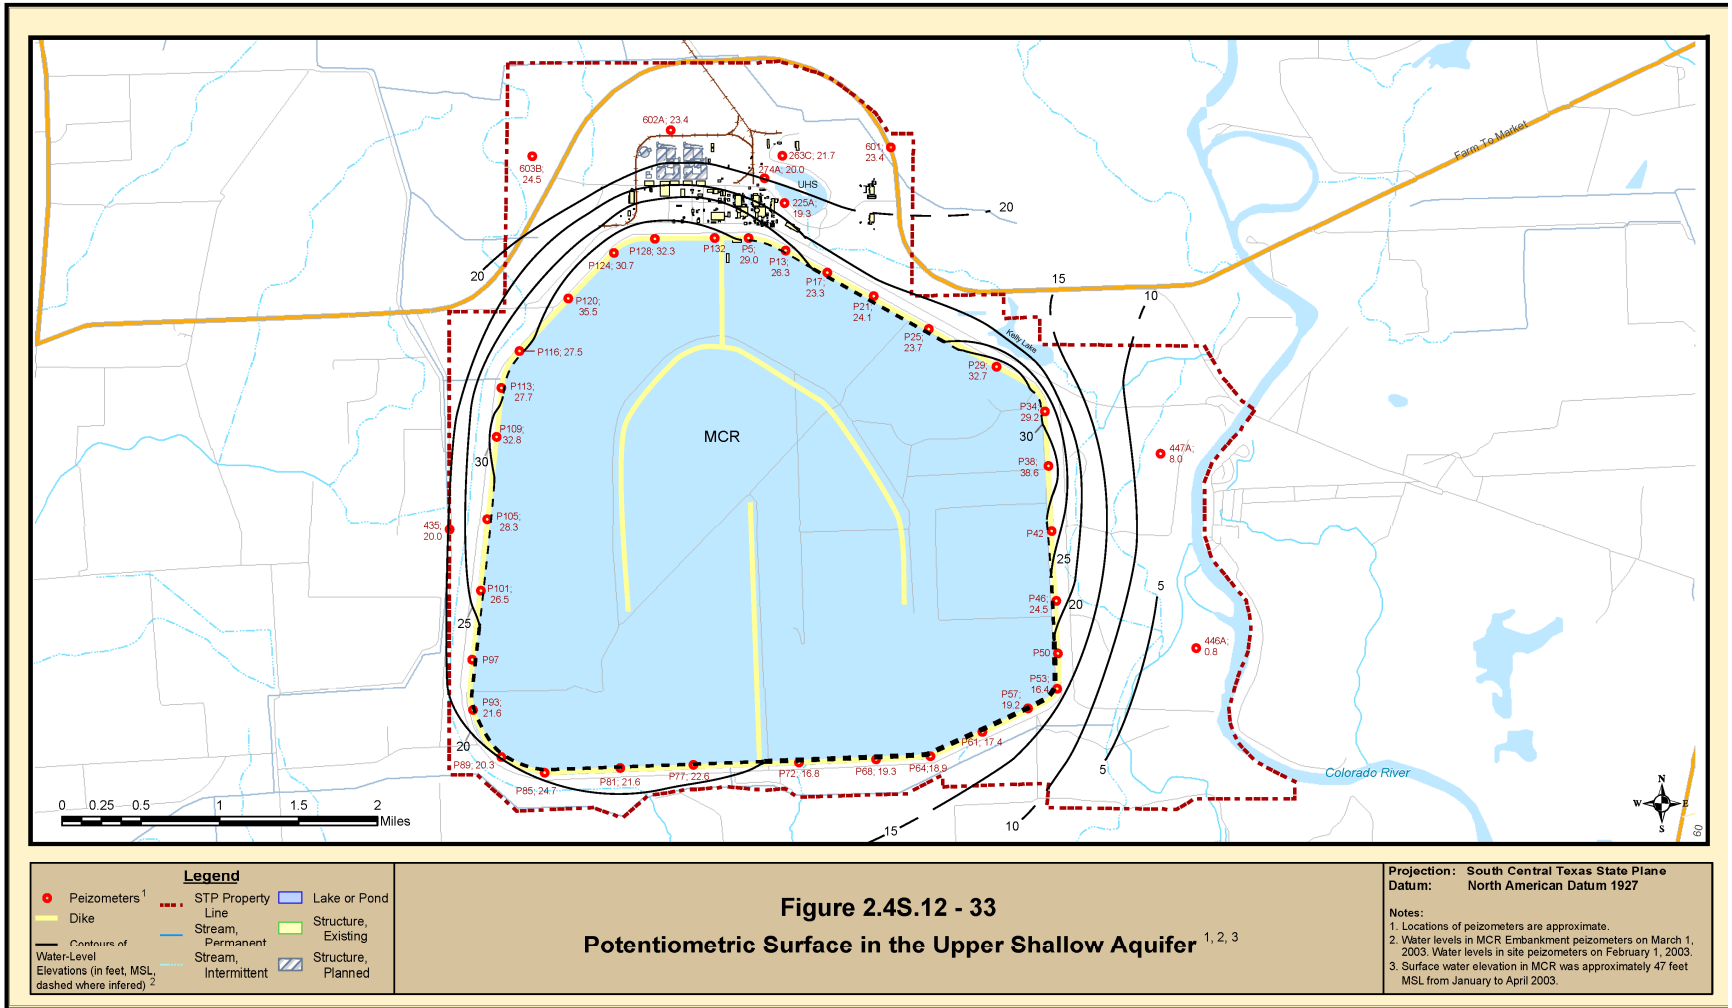 602A; 23.4
603B;
24.5
263C; 21.7
274A; 20.0
UHS
225A,
19.3
601;
23.4
Farm To Market
20
20
P128; 32.3
P132
P5;
29.0
P124; 30.7
P13;
26.3
P17;
23.3
P120;
35.5
P21;
24.1
P25;
23.7
15
10
Kelly Lake
P116; 27.5
P29;
32.7
P113;
27.7
P34;
29.2
P109;
32.8
MCR
30
30
P38;
38.6
447A;
8.0
435;
20.0
P105;
28.3
P42
25
P101;
26.5
P46;
24.5
20
5
25
P97
P50
446A;
0.8
P53;
16.4
P93;
21.6
P57;
19.2
20
P61; 17.4
P89; 20.3
P85; 24.7
P81; 21.6
P77; 22.6
P72; 16.8
P68; 19.3
P64;18.9
5
Colorado River
15
10
0 0.25 0.5 1 1.5 2
Miles
N
W E
S
60
Legend
Peizometers 1
Dike
Contours of
Water-Level
Elevations (in feet, MSL,
dashed where infered) 2
STP Property
Line
Stream,
Permanent
Stream,
Intermittent
Lake or Pond
Structure,
Existing
Structure,
Planned
Figure 2.4S.12 - 33
Potentiometric Surface in the Upper Shallow Aquifer 1, 2, 3
Projection: South Central Texas State Plane
Datum: North American Datum 1927
Notes:
1. Locations of peizometers are approximate.
2. Water levels in MCR Embankment peizometers on March 1,
2003. Water levels in site peizometers on February 1, 2003.
3. Surface water elevation in MCR was approximately 47 feet
MSL from January to April 2003.